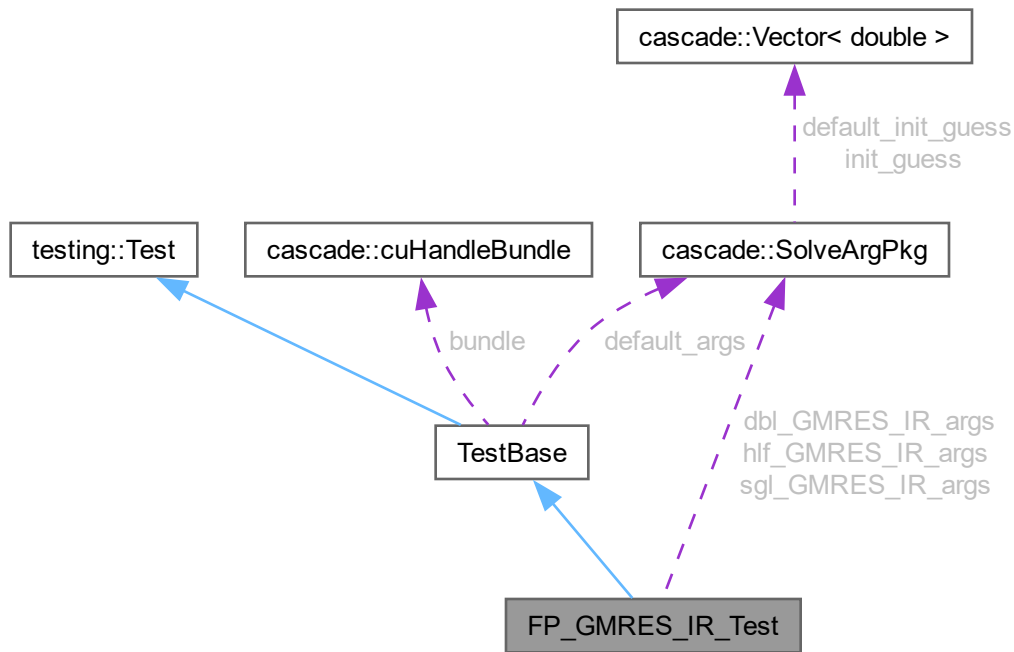 cascade::Vector< double >
default_init_guess
init_guess
testing::Test
cascade::cuHandleBundle
cascade::SolveArgPkg
bundle
default_args
dbl_GMRES_IR_args
hlf_GMRES_IR_args
sgl_GMRES_IR_args
TestBase
FP_GMRES_IR_Test